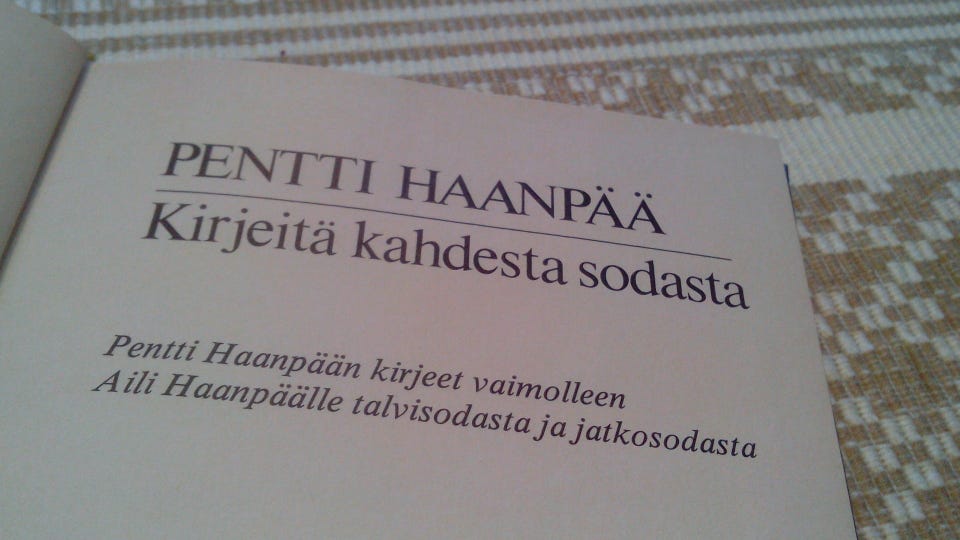 PENTTI HAANPÄÄ
Kirjeitä kahdesta sodasta
Pentti Haanpään kirjeet vaimolleen
Aili Haanpäälle talvisodasta ja jatkosodasta